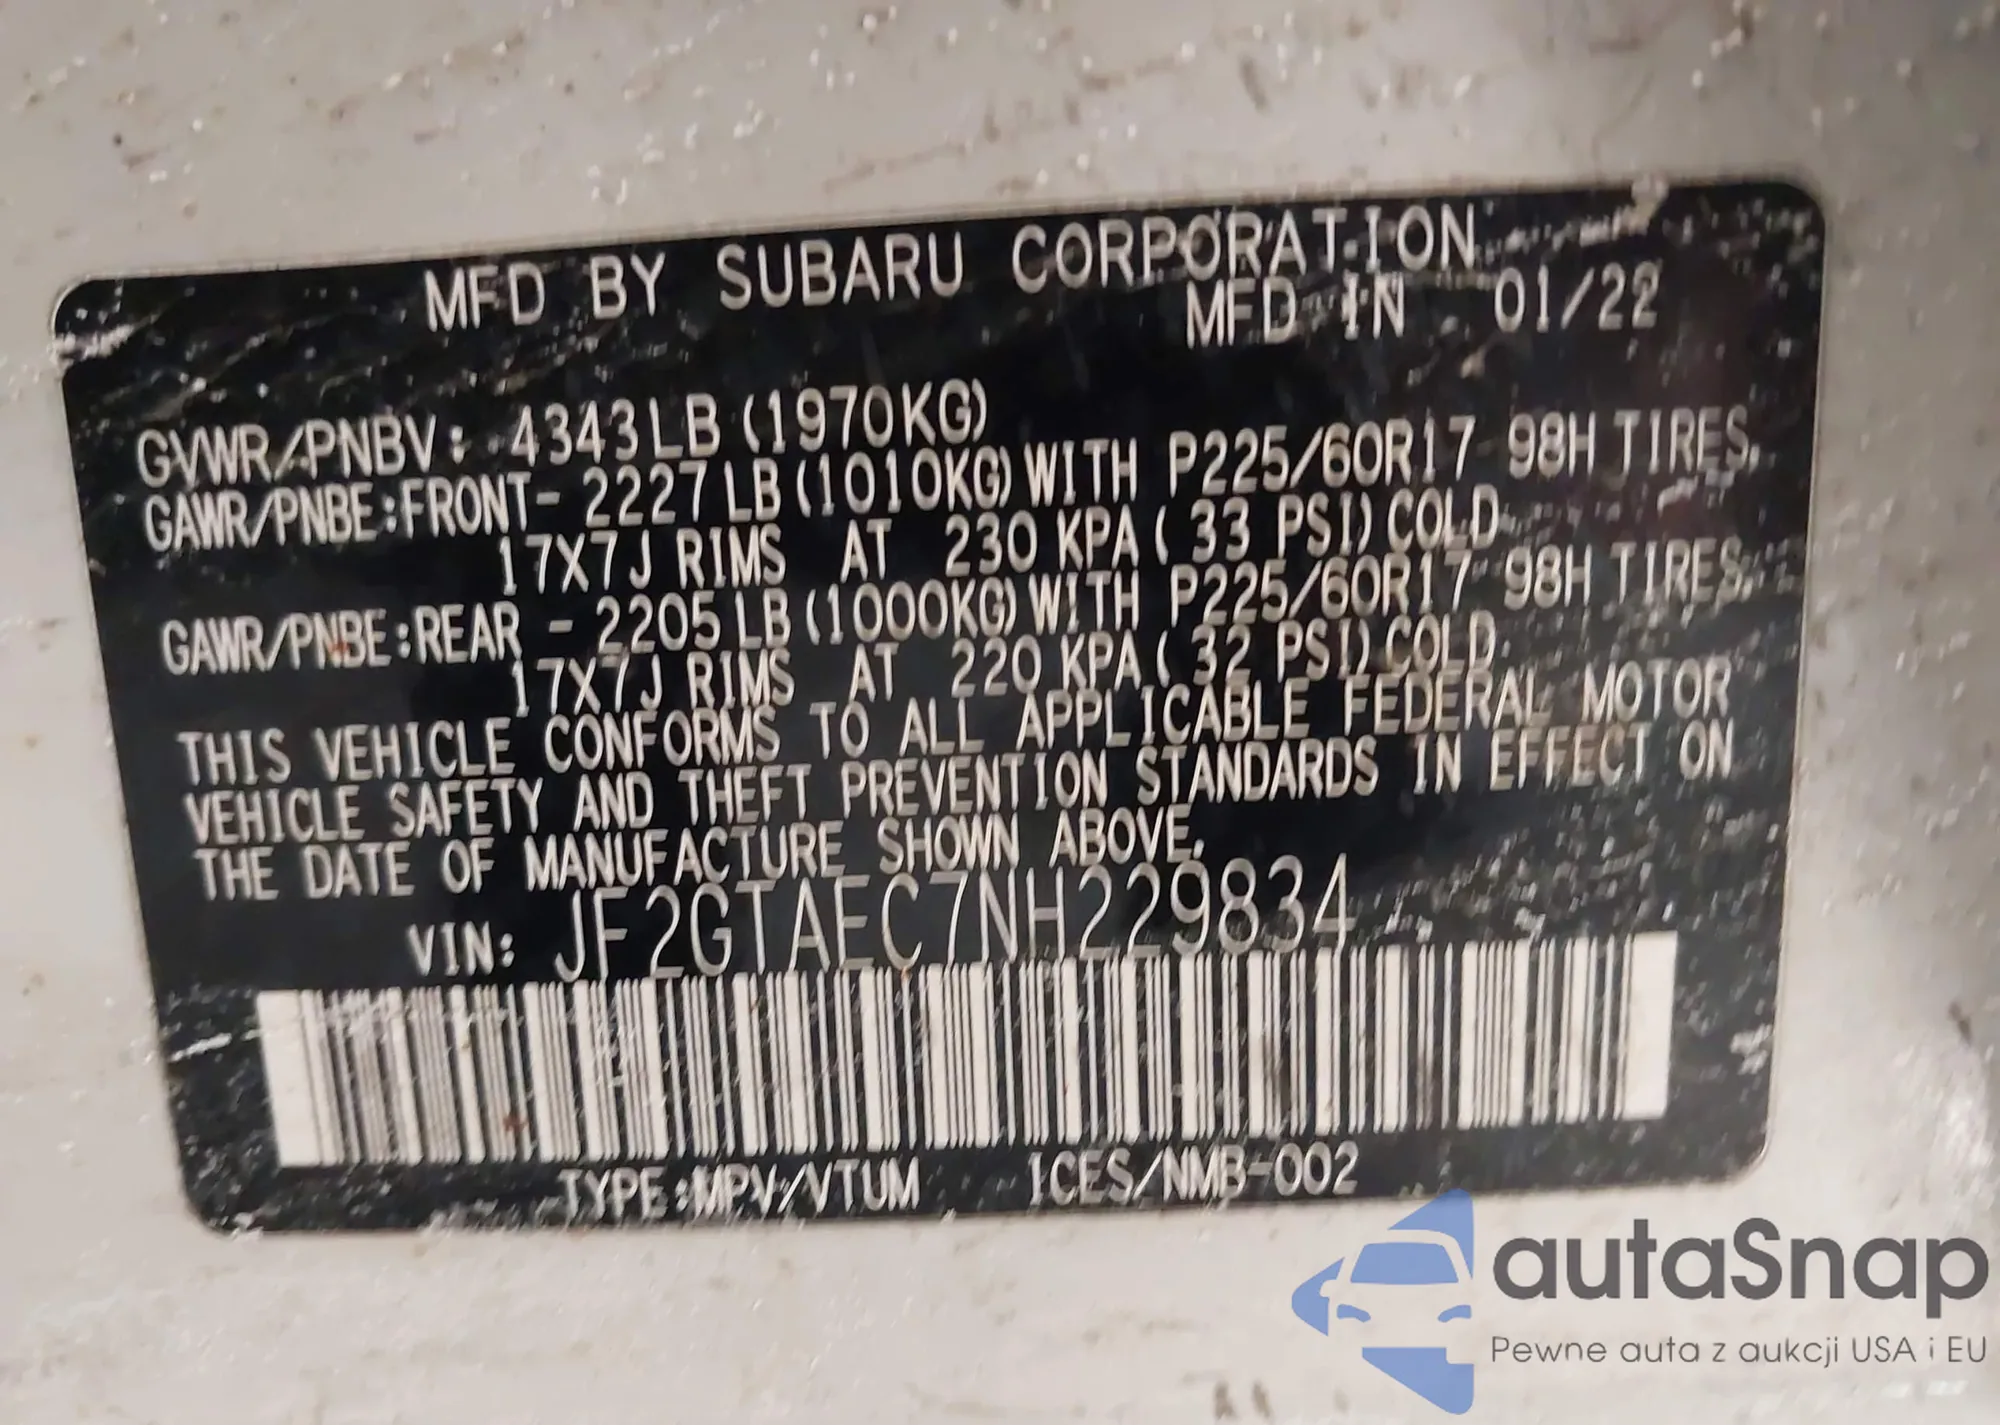 MFD BY SUBARU CORPORATION
MFD IN 01/22
GVWR/PNBV: 4343LB(1970KG)
GAWR/PNBE:FRONT- 2227LB(1010KG)WITH P225/60R17 98H TIRES,
17X7J RIMS AT 230 KPA( 33 PSI)COLD
GAWR/PNBE:REAR - 2205LB(1000KG)WITH P225/60R17 98H TIRES,
17X7J RIMS AT 220 KPA( 32 PSI)COLD.
THIS VEHICLE CONFORMS TO ALL APPLICABLE FEDERAL MOTOR
VEHICLE SAFETY AND THEFT PREVENTION STANDARDS IN EFFECT ON
THE DATE OF MANUFACTURE SHOWN ABOVE.
VIN: JF2GTAEC7NH229834
TYPE:MPV/VTUM ICES/NMB-002
autaSnap
Pewne auta z aukcji USA i EU